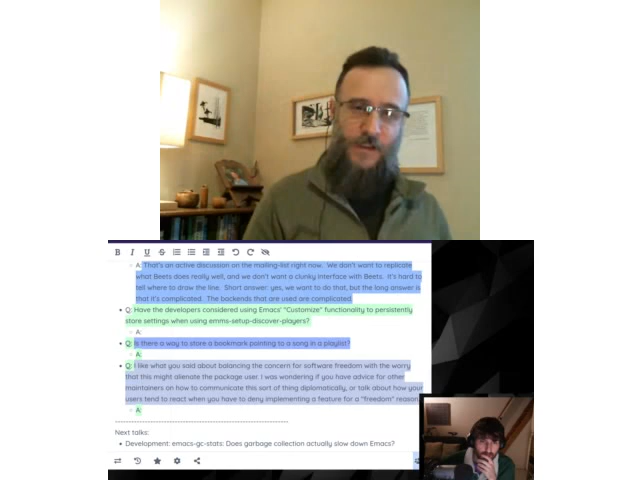 A: That's an active discussion on the mailing-list right now. We don't want to replicate
what Beets does really well, and we don't want a clunky interface with Beets. It's hard to
tell where to draw the line. Short answer: yes, we want to do that, but the long answer is
that it's complicated. The bockends that are used are complicated.
Q: Have the developers considered using Emacs' "Customize" functionality to persistently
store settings when using emms-setup-discover-players?
A:
Q: Is there a way to store a bookmark pointing to a song in a playlist?
A:
Q: I like what you said about balancing the concern for software freedom with the worry
that this might alienate the package user. I was wondering if you have advice for other
maintainers on how to communicate this sort of thing diplomatically, or talk about how your
users tend to react when you have to deny implementing a feature for a "freedom" reason.
A:
--------------------------------------------------------------
Next talks:
Development: emacs-gc-stats: Does garbage collection actually slow down Emacs?